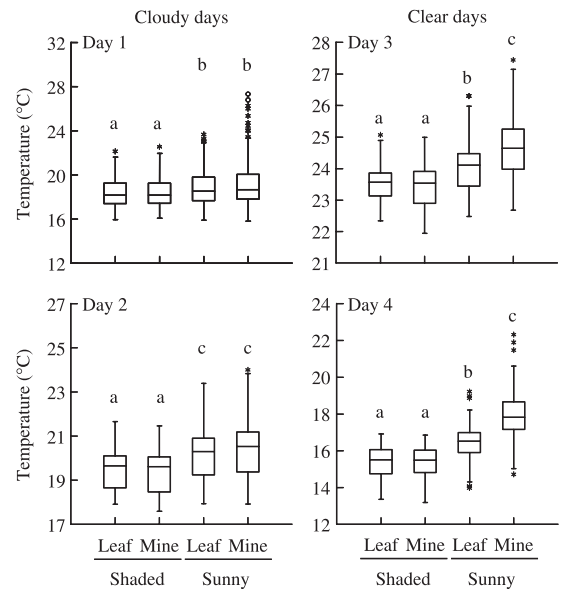 Cloudy days
Clear days
Day 1
Temperature (°C)
32
28
24
20
16
12
a
a
b
b
Day 3
28
27
26
25
24
23
22
21
a
a
b
c
Day 2
Temperature (°C)
27
25
23
21
19
17
a
a
c
c
Leaf Mine Leaf Mine
Shaded Sunny
Day 4
24
22
20
18
16
14
12
a
a
b
c
Leaf Mine Leaf Mine
Shaded Sunny